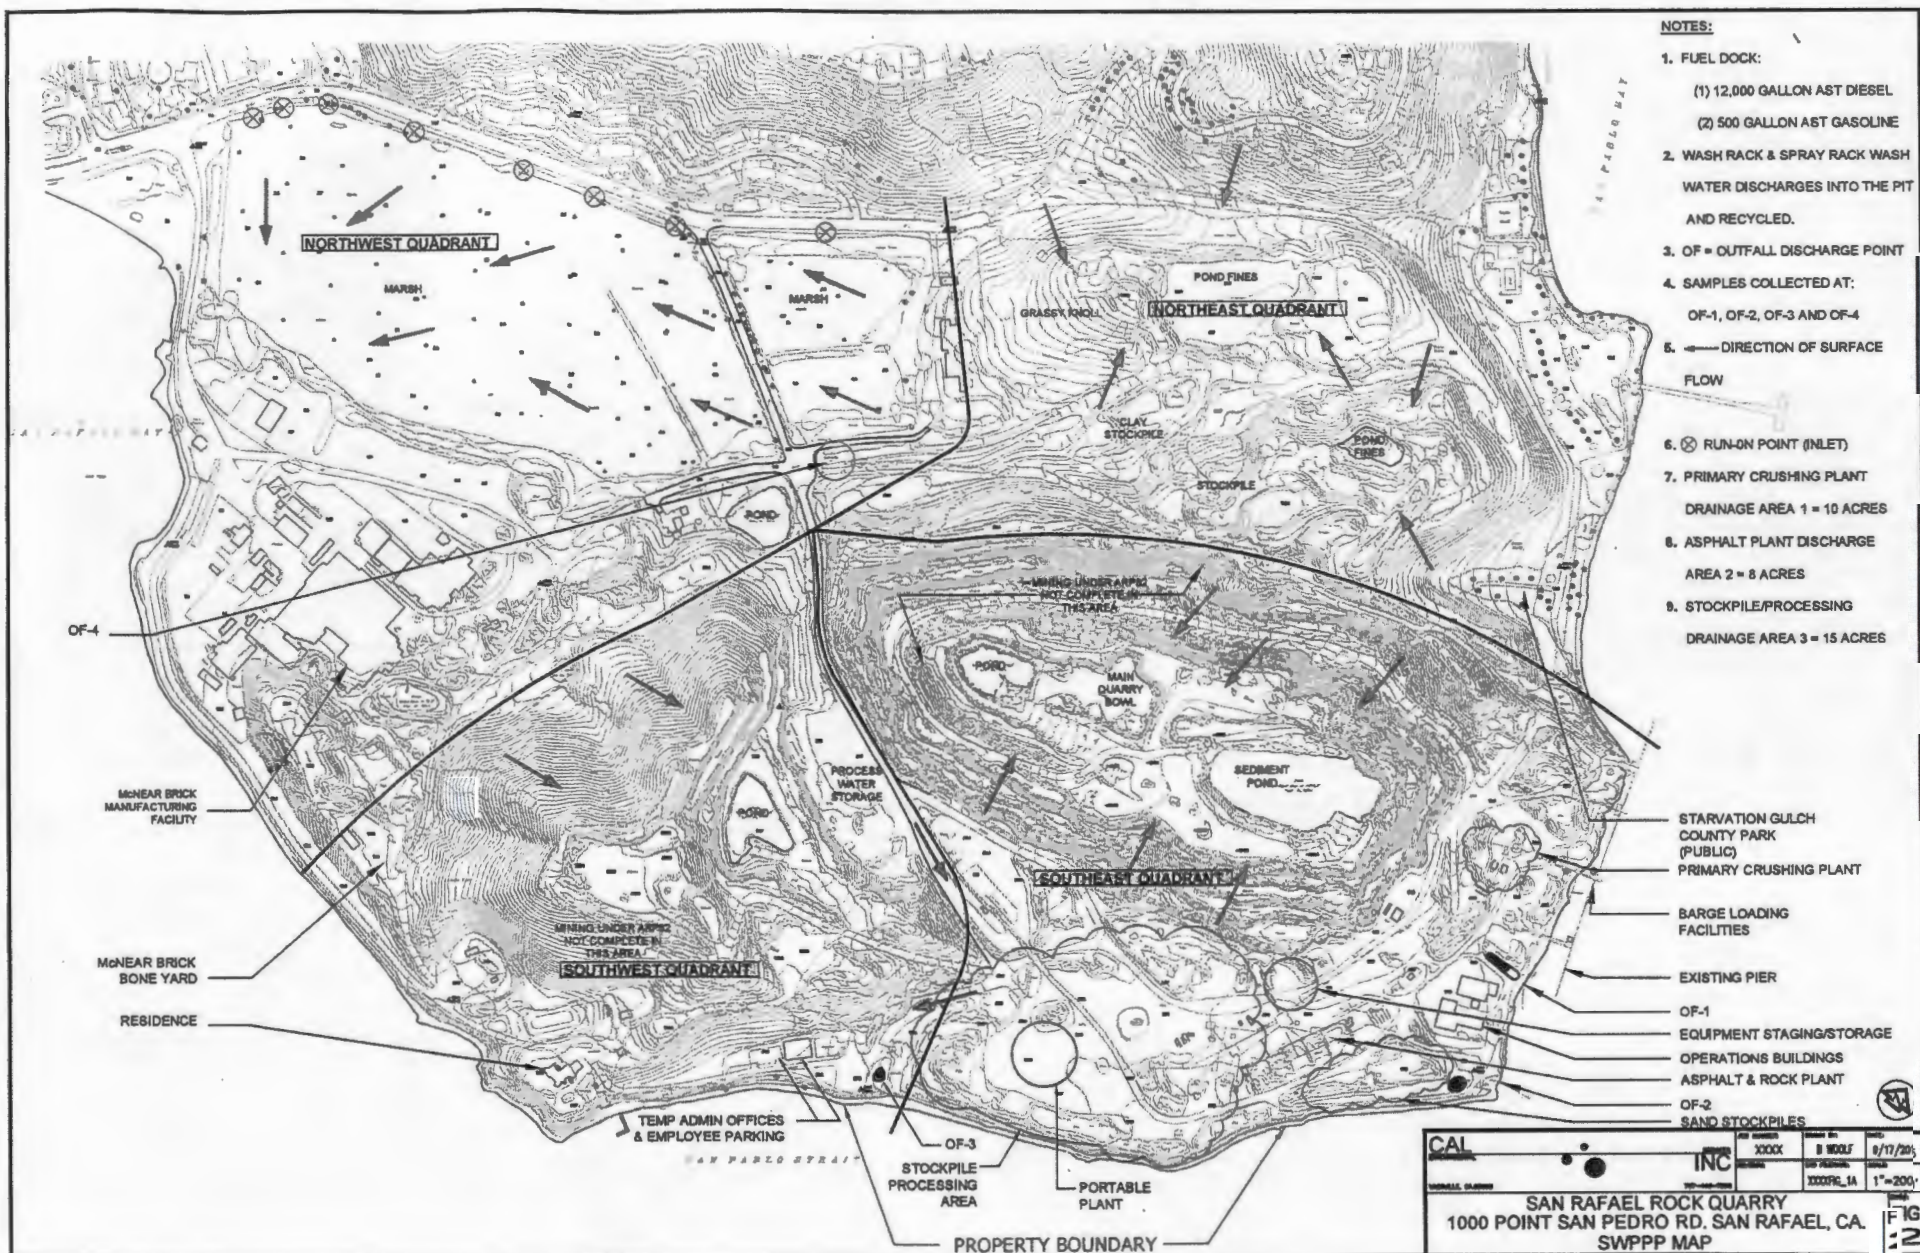 NOTES:
1. FUEL DOCK:
(1) 12,000 GALLON AST DIESEL
(2) 500 GALLON AST GASOLINE
2. WASH RACK & SPRAY RACK WASH
WATER DISCHARGES INTO THE PIT
AND RECYCLED.
3. OF = OUTFALL DISCHARGE POINT
4. SAMPLES COLLECTED AT:
OF-1, OF-2, OF-3 AND OF-4
5. DIRECTION OF SURFACE
FLOW
6. RUN-ON POINT (INLET)
7. PRIMARY CRUSHING PLANT
DRAINAGE AREA 1 = 10 ACRES
8. ASPHALT PLANT DISCHARGE
AREA 2 = 8 ACRES
9. STOCKPILE/PROCESSING
DRAINAGE AREA 3 = 15 ACRES
NORTHWEST QUADRANT
MARSH
MARSH
POND FINES
NORTHEAST QUADRANT
GRASSY KNOLL
CLAY
STOCKPILE
POND
FINES
STOCKPILE
POND
OF-4
MINING UNDER ARP82
NOT COMPLETE IN
THIS AREA
POND
MAIN
QUARRY
BOWL
SEDIMENT
POND
PROCESS
WATER
STORAGE
POND
SOUTHEAST QUADRANT
McNEAR BRICK
MANUFACTURING
FACILITY
McNEAR BRICK
BONE YARD
RESIDENCE
MINING UNDER ARP82
NOT COMPLETE IN
THIS AREA
SOUTHWEST QUADRANT
STARVATION GULCH
COUNTY PARK
(PUBLIC)
PRIMARY CRUSHING PLANT
BARGE LOADING
FACILITIES
EXISTING PIER
OF-1
EQUIPMENT STAGING/STORAGE
OPERATIONS BUILDINGS
ASPHALT & ROCK PLANT
OF-2
SAND STOCKPILES
TEMP ADMIN OFFICES
& EMPLOYEE PARKING
OF-3
STOCKPILE
PROCESSING
AREA
PORTABLE
PLANT
PROPERTY BOUNDARY
SAN PABLO STRAIT
CAL
INC
XXXX
1"=200'
SAN RAFAEL ROCK QUARRY
1000 POINT SAN PEDRO RD. SAN RAFAEL, CA.
SWPPP MAP
FIG
2